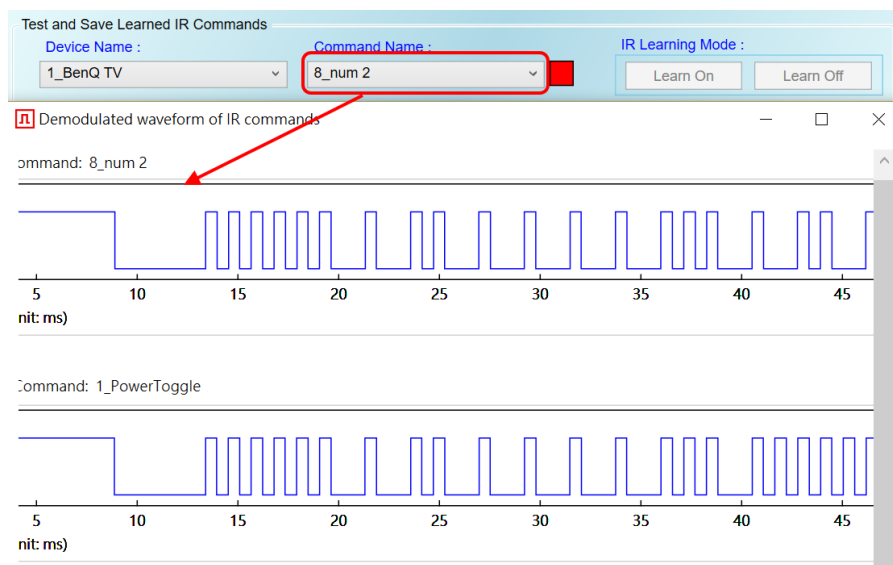 Test and Save Learned IR Commands
Device Name : Command Name : IR Learning Mode :
1_BenQ TV 8_num 2 Learn On Learn Off
Demodulated waveform of IR commands
ommand: 8_num 2
5 10 15 20 25 30 35 40 45
nit: ms)
Command: 1_PowerToggle
5 10 15 20 25 30 35 40 45
nit: ms)